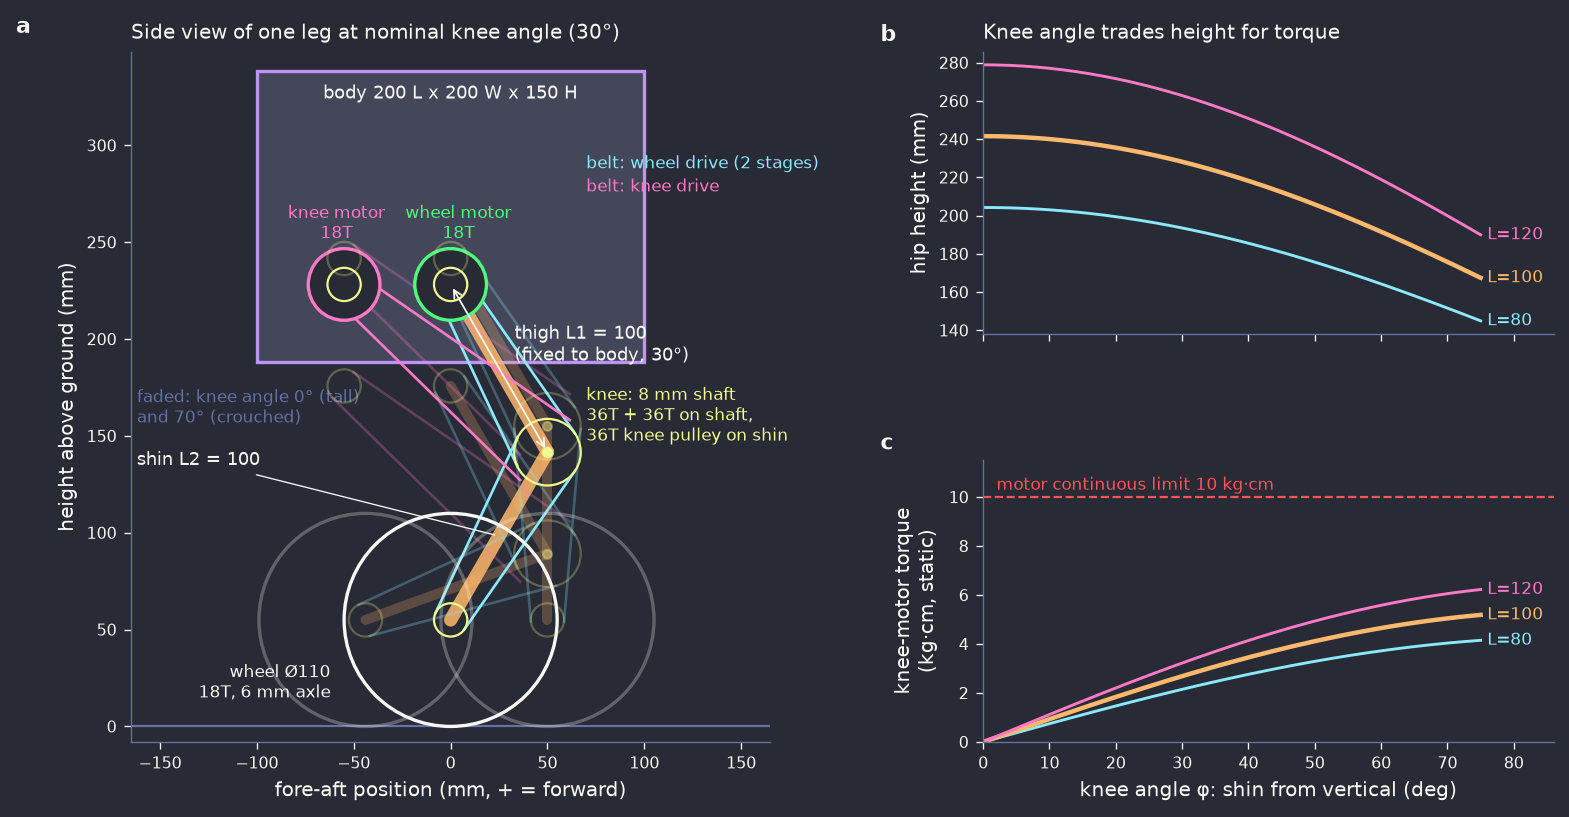 a
Side view of one leg at nominal knee angle (30°)
body 200 L x 200 W x 150 H
belt: wheel drive (2 stages)
belt: knee drive
knee motor
18T
wheel motor
18T
thigh L1 = 100
(fixed to body, 30°)
faded: knee angle 0° (tall)
and 70° (crouched)
knee: 8 mm shaft
36T + 36T on shaft,
36T knee pulley on shin
shin L2 = 100
wheel Ø110
18T, 6 mm axle
height above ground (mm)
300
250
200
150
100
50
0
−150
−100
−50
0
50
100
150
fore-aft position (mm, + = forward)
b
Knee angle trades height for torque
hip height (mm)
280
260
240
220
200
180
160
140
L=120
L=100
L=80
c
motor continuous limit 10 kg·cm
knee-motor torque
(kg·cm, static)
10
8
6
4
2
0
L=120
L=100
L=80
0
10
20
30
40
50
60
70
80
knee angle φ: shin from vertical (deg)